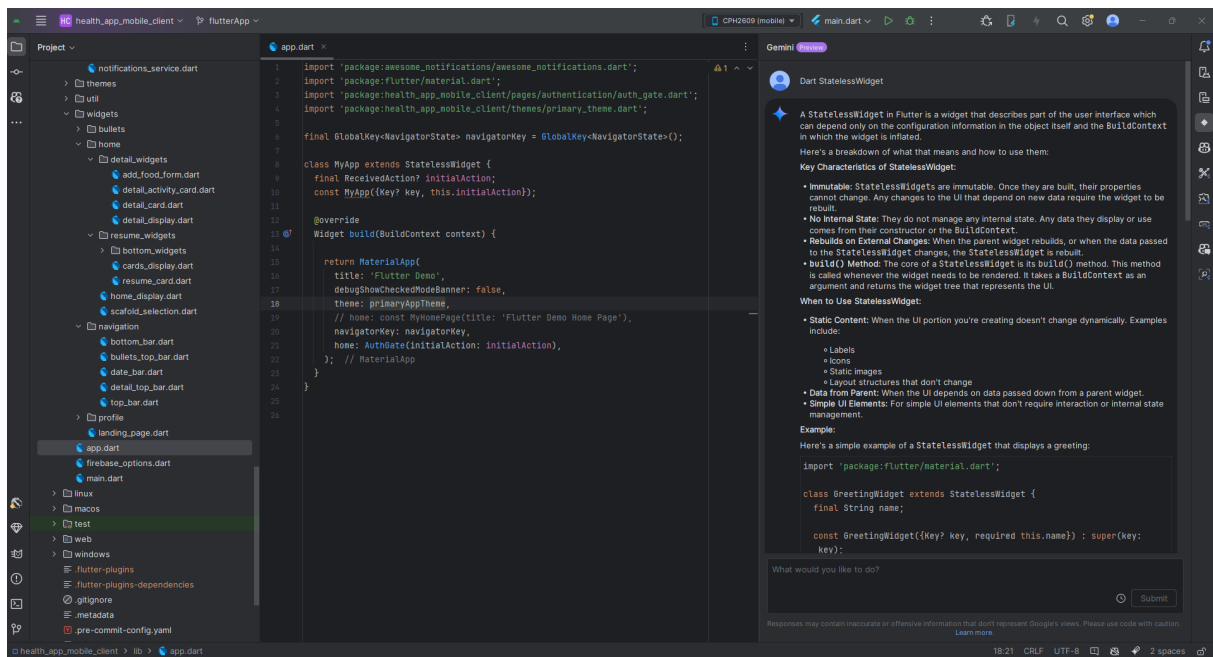 HC health_app_mobile_client flutterApp
CPH2609 (mobile) main.dart
Project
notifications_service.dart
themes
util
widgets
bullets
home
detail_widgets
add_food_form.dart
detail_activity_card.dart
detail_card.dart
detail_display.dart
resume_widgets
bottom_widgets
cards_display.dart
resume_card.dart
home_display.dart
scafold_selection.dart
navigation
bottom_bar.dart
bullets_top_bar.dart
date_bar.dart
detail_top_bar.dart
top_bar.dart
profile
landing_page.dart
app.dart
firebase_options.dart
main.dart
linux
macos
test
web
windows
.flutter-plugins
.flutter-plugins-dependencies
.gitignore
.metadata
.pre-commit-config.yaml
app.dart
1
1 import 'package:awesome_notifications/awesome_notifications.dart';
2 import 'package:flutter/material.dart';
3 import 'package:health_app_mobile_client/pages/authentication/auth_gate.dart';
4 import 'package:health_app_mobile_client/themes/primary_theme.dart';
5
6 final GlobalKey<NavigatorState> navigatorKey = GlobalKey<NavigatorState>();
7
8 class MyApp extends StatelessWidget {
9 final ReceivedAction? initialAction;
10 const MyApp({Key? key, this.initialAction});
11
12 @override
13 Widget build(BuildContext context) {
14
15 return MaterialApp(
16 title: 'Flutter Demo',
17 debugShowCheckedModeBanner: false,
18 theme: primaryAppTheme,
19 // home: const MyHomePage(title: 'Flutter Demo Home Page'),
20 navigatorKey: navigatorKey,
21 home: AuthGate(initialAction: initialAction),
22 ); // MaterialApp
23 }
24 }
25
26
Gemini Preview
Dart StatelessWidget
A StatelessWidget in Flutter is a widget that describes part of the user interface which
can depend only on the configuration information in the object itself and the BuildContext
in which the widget is inflated.
Here's a breakdown of what that means and how to use them:
Key Characteristics of StatelessWidget:
• Immutable: StatelessWidgets are immutable. Once they are built, their properties
cannot change. Any changes to the UI that depend on new data require the widget to be
rebuilt.
• No Internal State: They do not manage any internal state. Any data they display or use
comes from their constructor or the BuildContext.
• Rebuilds on External Changes: When the parent widget rebuilds, or when the data passed
to the StatelessWidget changes, the StatelessWidget is rebuilt.
• build() Method: The core of a StatelessWidget is its build() method. This method
is called whenever the widget needs to be rendered. It takes a BuildContext as an
argument and returns the widget tree that represents the UI.
When to Use StatelessWidget:
• Static Content: When the UI portion you're creating doesn't change dynamically. Examples
include:
Labels
Icons
Static images
Layout structures that don't change
• Data from Parent: When the UI depends on data passed down from a parent widget.
• Simple UI Elements: For simple UI elements that don't require interaction or internal state
management.
Example:
Here's a simple example of a StatelessWidget that displays a greeting:
import 'package:flutter/material.dart';
class GreetingWidget extends StatelessWidget {
final String name;
const GreetingWidget({Key? key, required this.name}) : super(key:
key);
What would you like to do?
Submit
Responses may contain inaccurate or offensive information that don't represent Google's views. Please use code with caution.
Learn more
health_app_mobile_client > lib > app.dart
18:21 CRLF UTF-8 2 spaces